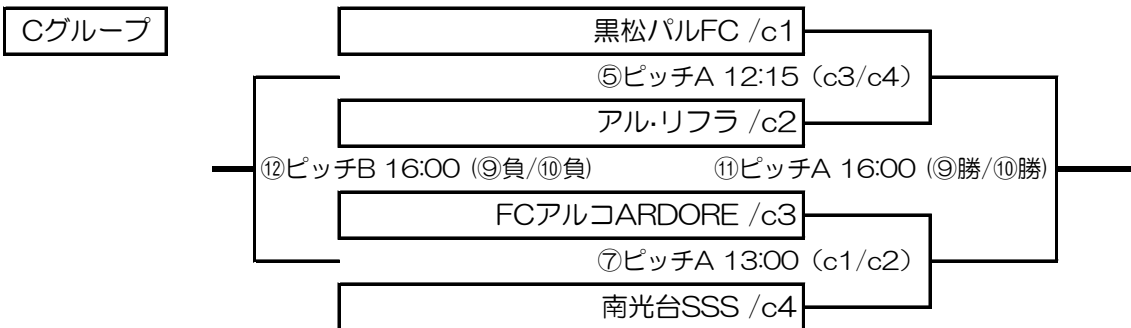 Cグループ
黒松パルFC /c1
⑤ピッチA 12:15（c3/c4）
アル･リフラ /c2
⑫ピッチB 16:00 (⑨負/⑩負)
⑪ピッチA 16:00 (⑨勝/⑩勝)
FCアルコARDORE /c3
⑦ピッチA 13:00（c1/c2）
南光台SSS /c4